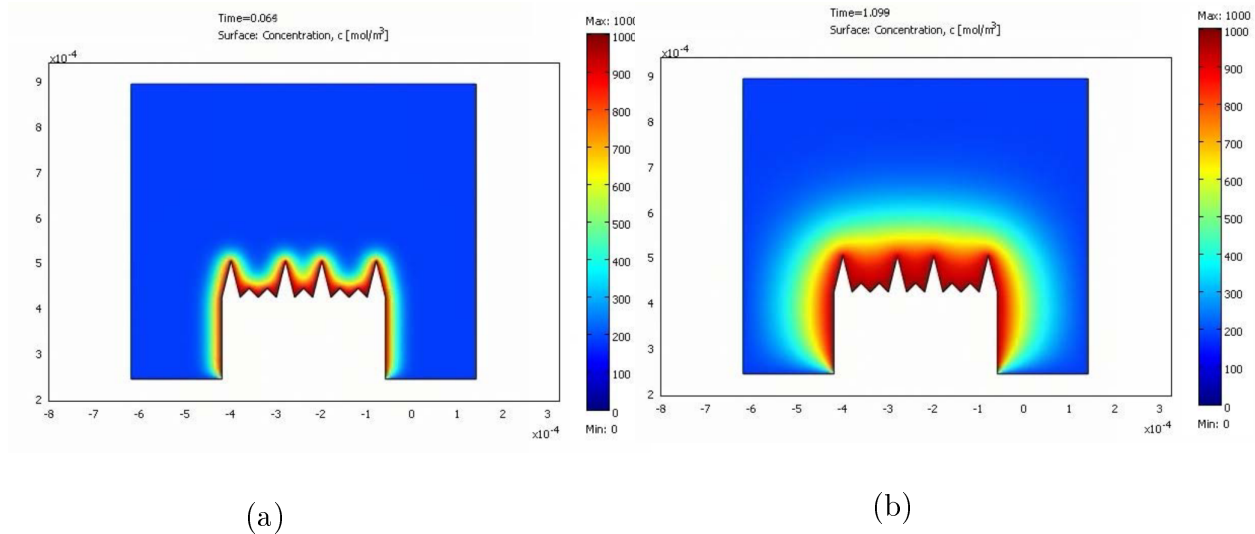 Time=0.064
Surface: Concentration, c [mol/m³]
Max: 1000
x10⁻⁴
9
8
7
6
5
4
3
2
-8 -7 -6 -5 -4 -3 -2 -1 0 1 2 3
x10⁻⁴
1000
900
800
700
600
500
400
300
200
100
0
Min: 0
(a)
Time=1.099
Surface: Concentration, c [mol/m³]
Max: 1000
x10⁻⁴
9
8
7
6
5
4
3
2
-8 -7 -6 -5 -4 -3 -2 -1 0 1 2 3
x10⁻⁴
1000
900
800
700
600
500
400
300
200
100
0
Min: 0
(b)